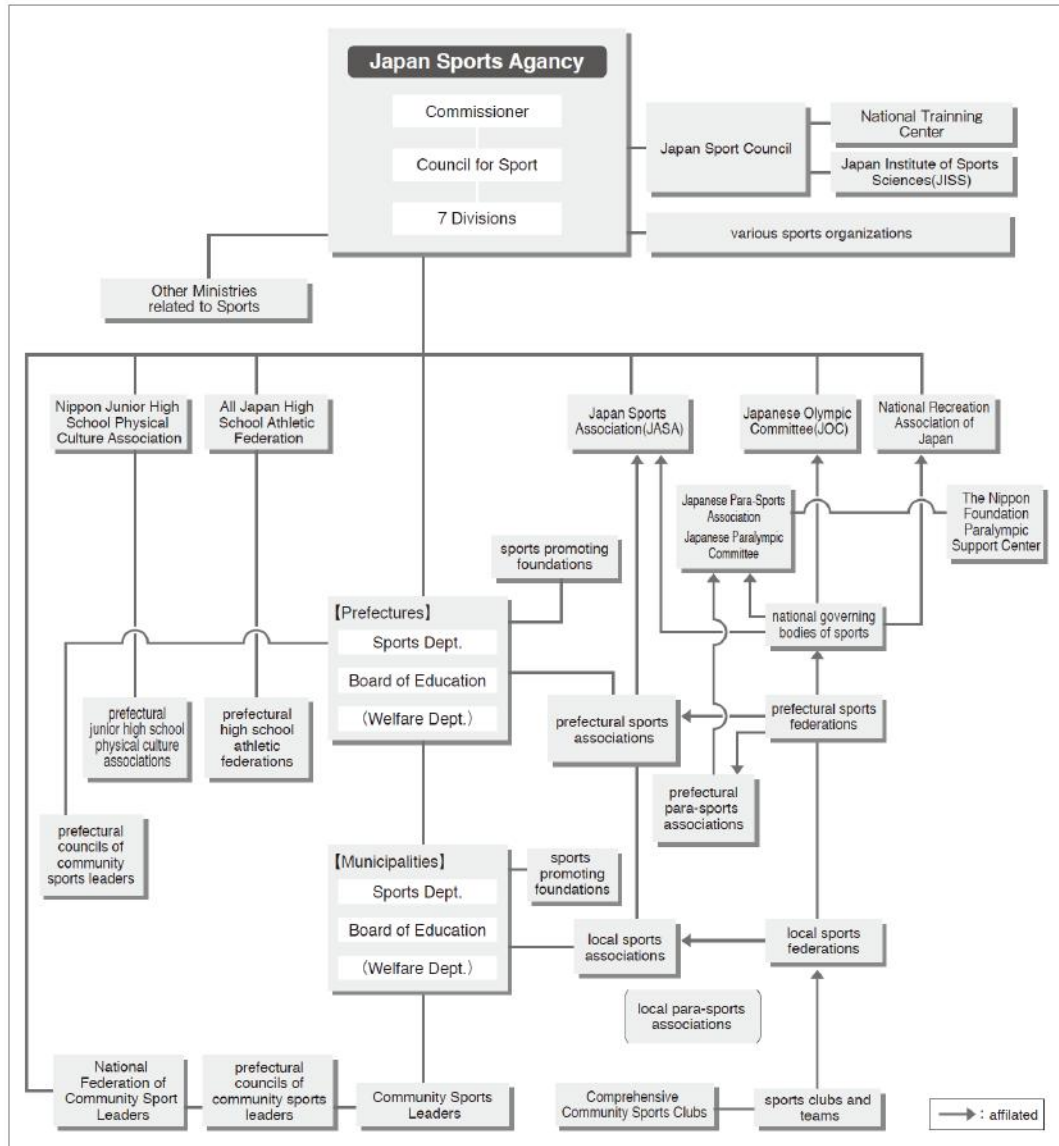 Japan Sports Agancy
Commissioner
Council for Sport
7 Divisions
Japan Sport Council
National Trainning
Center
Japan Institute of Sports
Sciences(JISS)
various sports organizations
Other Ministries
related to Sports
Nippon Junior High
School Physical
Culture Association
All Japan High
School Athletic
Federation
Japan Sports
Association(JASA)
Japanese Olympic
Committee(JOC)
National Recreation
Association of
Japan
Japanese Para-Sports
Association
Japanese Paralympic
Committee
The Nippon
Foundation
Paralympic
Support Center
sports promoting
foundations
【Prefectures】
Sports Dept.
Board of Education
(Welfare Dept.)
national governing
bodies of sports
prefectural
junior high school
physical culture
associations
prefectural
high school
athletic
federations
prefectural sports
associations
prefectural sports
federations
prefectural
para-sports
associations
prefectural
councils of
community
sports leaders
【Municipalities】
Sports Dept.
Board of Education
(Welfare Dept.)
sports
promoting
foundations
local sports
associations
local sports
federations
local para-sports
associations
National
Federation of
Community Sport
Leaders
prefectural
councils of
community sports
leaders
Community Sports
Leaders
Comprehensive
Community Sports Clubs
sports clubs and
teams
: affilated